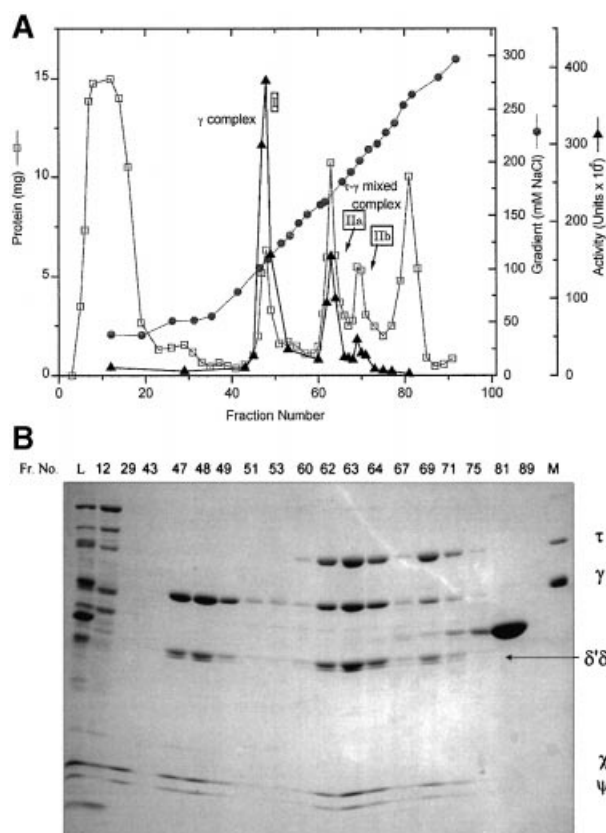 A
Protein (mg)
15
10
5
0
0 20 40 60 80 100
Fraction Number
γ complex
I
τ-γ mixed
complex
IIa
IIb
300
250
200
150
100
50
0
Gradient (mM NaCl)
400
300
200
100
0
Activity (Units x 10
B
Fr. No. L 12 29 43 47 48 49 51 53 60 62 63 64 67 69 71 75 81 89 M
τ
γ
δ'δ
χ
ψ